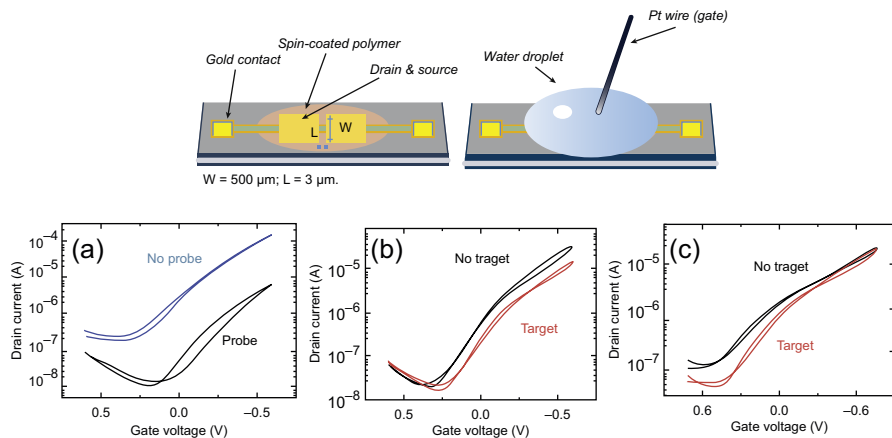 Gold contact
Spin-coated polymer
Drain & source
Water droplet
Pt wire (gate)
L
W
W = 500 µm; L = 3 µm.
(a)
No probe
Probe
Drain current (A)
10⁻⁴
10⁻⁵
10⁻⁶
10⁻⁷
10⁻⁸
0.5
0.0
–0.5
Gate voltage (V)
(b)
No traget
Target
Drain current (A)
10⁻⁵
10⁻⁶
10⁻⁷
10⁻⁸
0.5
0.0
–0.5
Gate voltage (V)
(c)
No traget
Target
Drain current (A)
10⁻⁵
10⁻⁶
10⁻⁷
0.6
0.0
–0.6
Gate voltage (V)